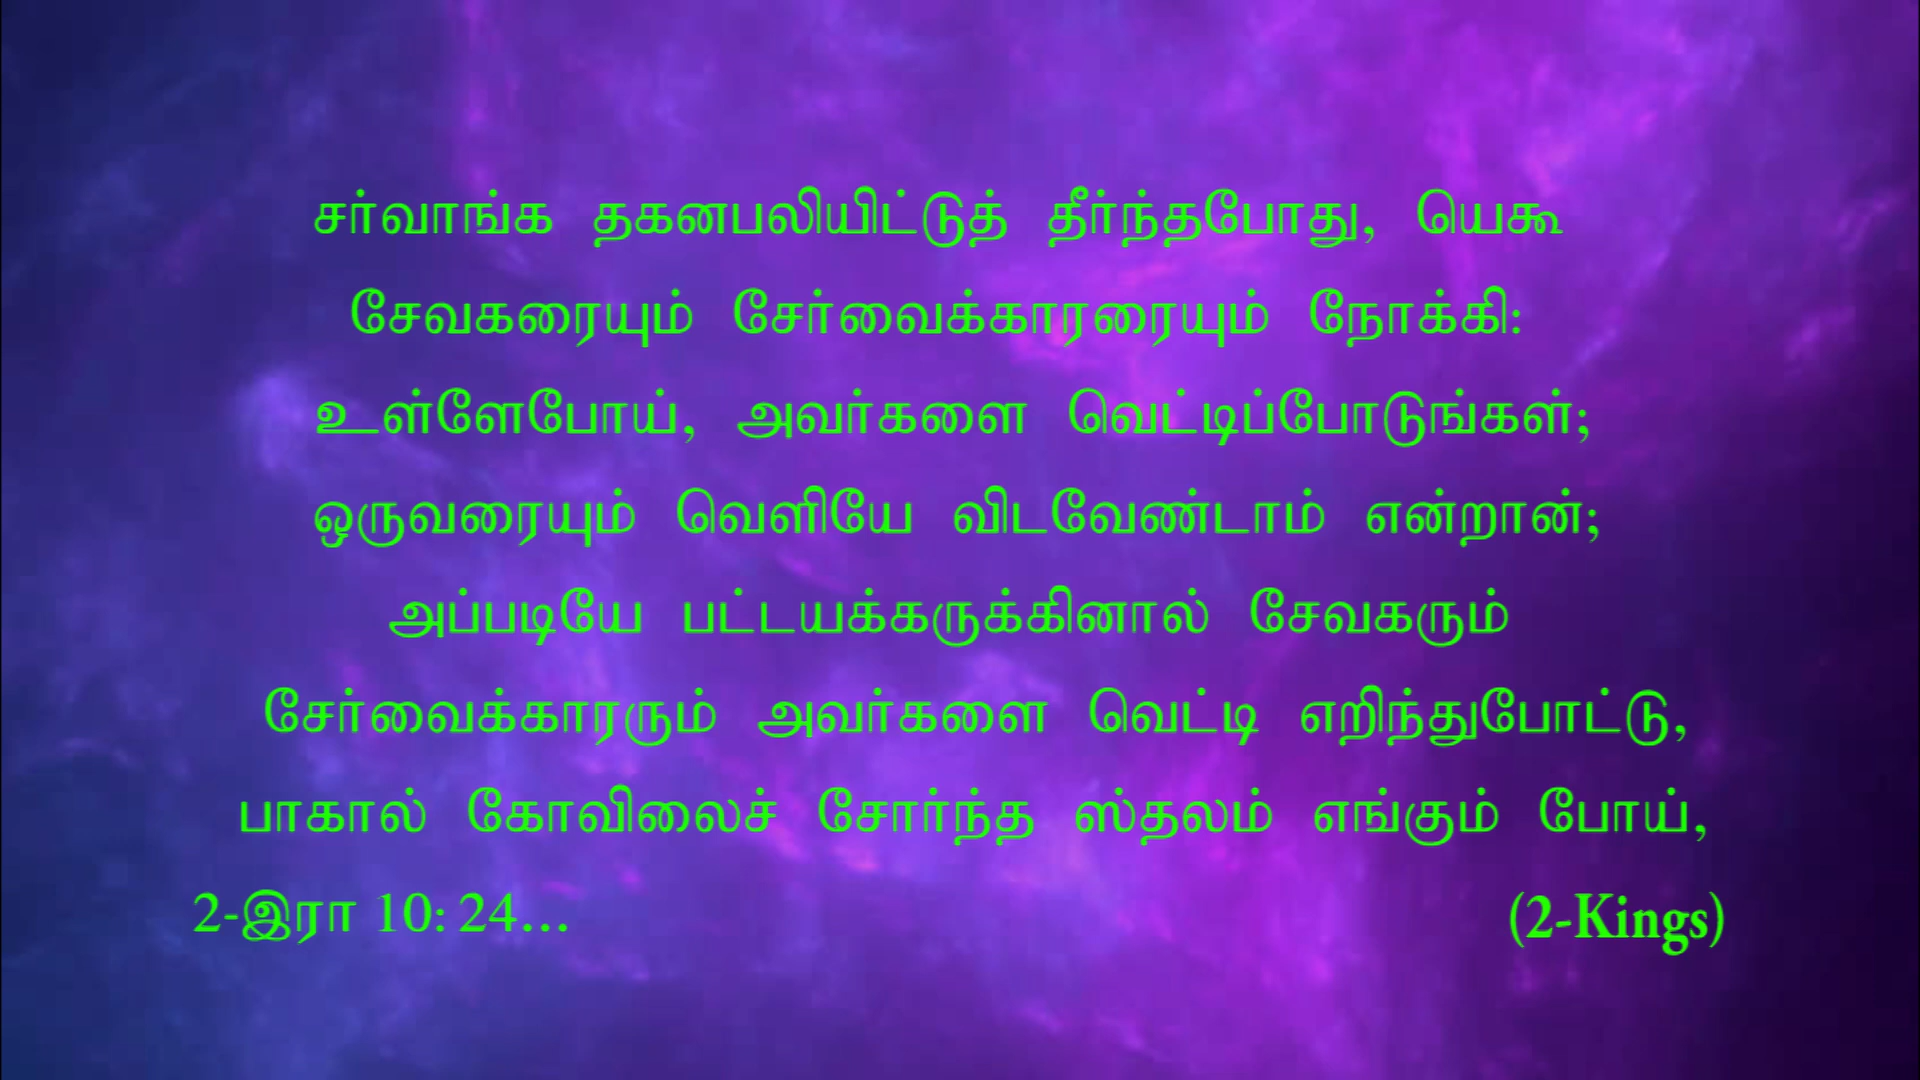 சர்வாங்க தகனபலியிட்டுத் தீர்ந்தபோது, யெகூ
சேவகரையும் சேர்வைக்காரரையும் நோக்கி:
உள்ளேபோய், அவர்களை வெட்டிப்போடுங்கள்;
ஒருவரையும் வெளியே விடவேண்டாம் என்றான்;
அப்படியே பட்டயக்கருக்கினால் சேவகரும்
சேர்வைக்காரரும் அவர்களை வெட்டி எறிந்துபோட்டு,
பாகால் கோவிலைச் சேர்ர்ந்த ஸ்தலம் எங்கும் போய்,
2-இரா 10: 24... (2-Kings)